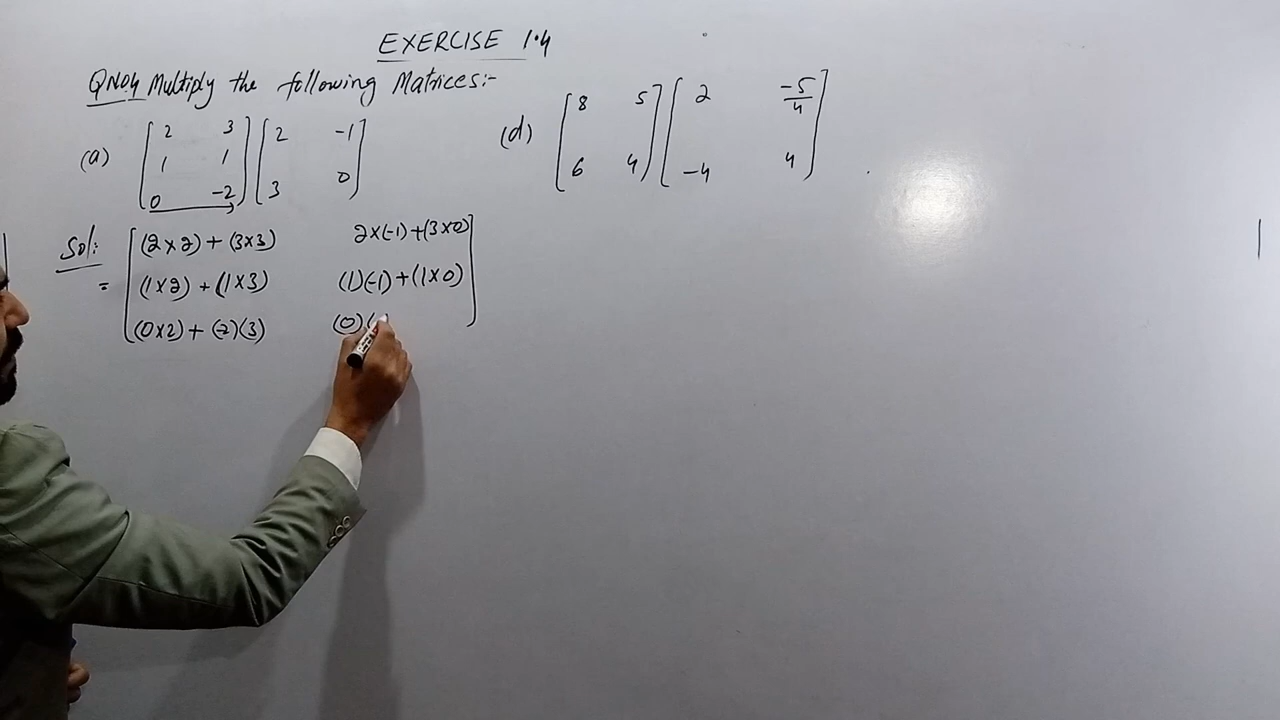 EXERCISE 1.4
QNO4 Multiply the following Matrices:-
(a) [2 3] [2 -1]
[1 1] [3 0]
[0 -2]
(d) [8 5] [2 -5/4]
[6 4] [-4 4]
Sol:
= [(2×2)+(3×3) 2×(-1)+(3×0)]
[(1×2)+(1×3) (1)(-1)+(1×0)]
[(0×2)+(-2)(3) (0)(